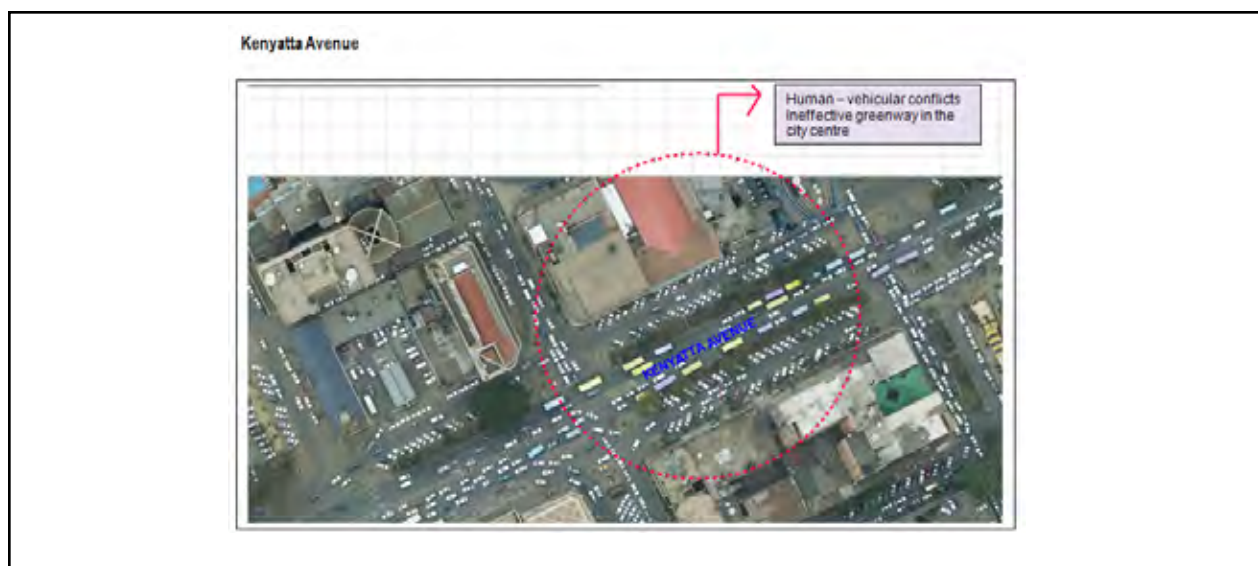 Kenyatta Avenue
Human – vehicular conflicts
Ineffective greenway in the
city centre
KENYATTA AVENUE